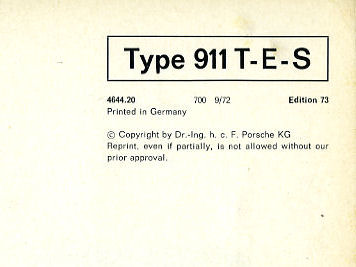 Type 911 T-E-S
4644.20 700 9/72 Edition 73
Printed in Germany
© Copyright by Dr.-Ing. h. c. F. Porsche KG
Reprint, even if partially, is not allowed without our
prior approval.